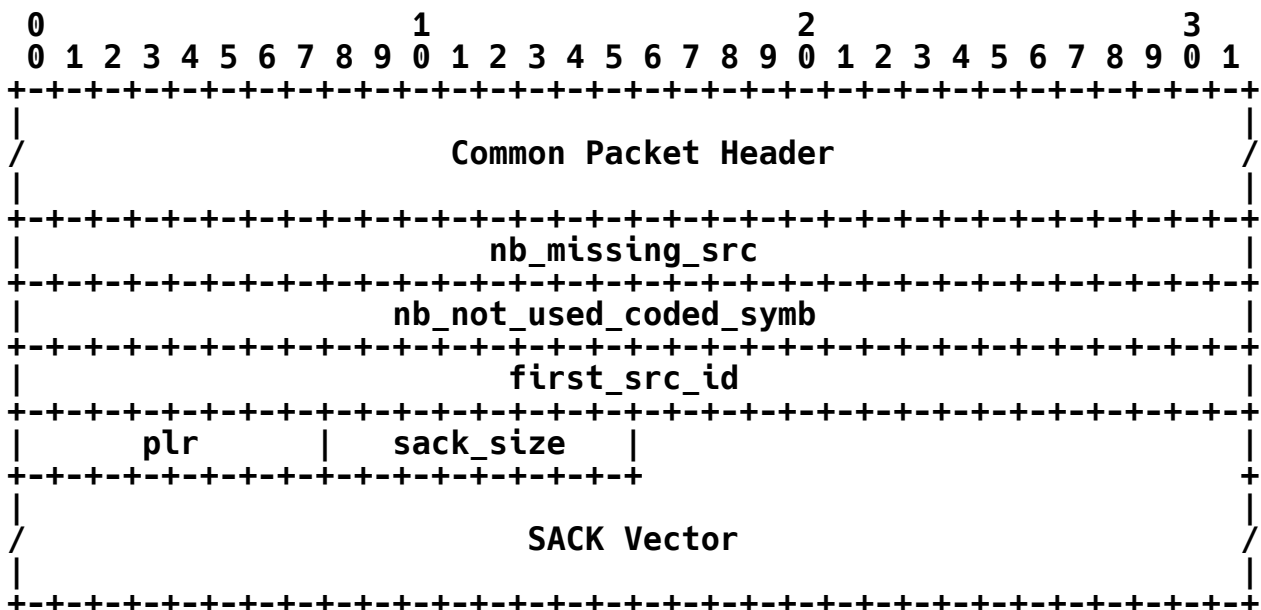 0                   1                   2                   3
 0 1 2 3 4 5 6 7 8 9 0 1 2 3 4 5 6 7 8 9 0 1 2 3 4 5 6 7 8 9 0 1
+-+-+-+-+-+-+-+-+-+-+-+-+-+-+-+-+-+-+-+-+-+-+-+-+-+-+-+-+-+-+-+-+
|                                                               |
/                      Common Packet Header                     /
|                                                               |
+-+-+-+-+-+-+-+-+-+-+-+-+-+-+-+-+-+-+-+-+-+-+-+-+-+-+-+-+-+-+-+-+
|                        nb_missing_src                         |
+-+-+-+-+-+-+-+-+-+-+-+-+-+-+-+-+-+-+-+-+-+-+-+-+-+-+-+-+-+-+-+-+
|                   nb_not_used_coded_symb                      |
+-+-+-+-+-+-+-+-+-+-+-+-+-+-+-+-+-+-+-+-+-+-+-+-+-+-+-+-+-+-+-+-+
|                         first_src_id                          |
+-+-+-+-+-+-+-+-+-+-+-+-+-+-+-+-+-+-+-+-+-+-+-+-+-+-+-+-+-+-+-+-+
|      plr      |   sack_size   |                               |
+-+-+-+-+-+-+-+-+-+-+-+-+-+-+-+-+                               +
|                                                               |
/                          SACK Vector                          /
|                                                               |
+-+-+-+-+-+-+-+-+-+-+-+-+-+-+-+-+-+-+-+-+-+-+-+-+-+-+-+-+-+-+-+-+